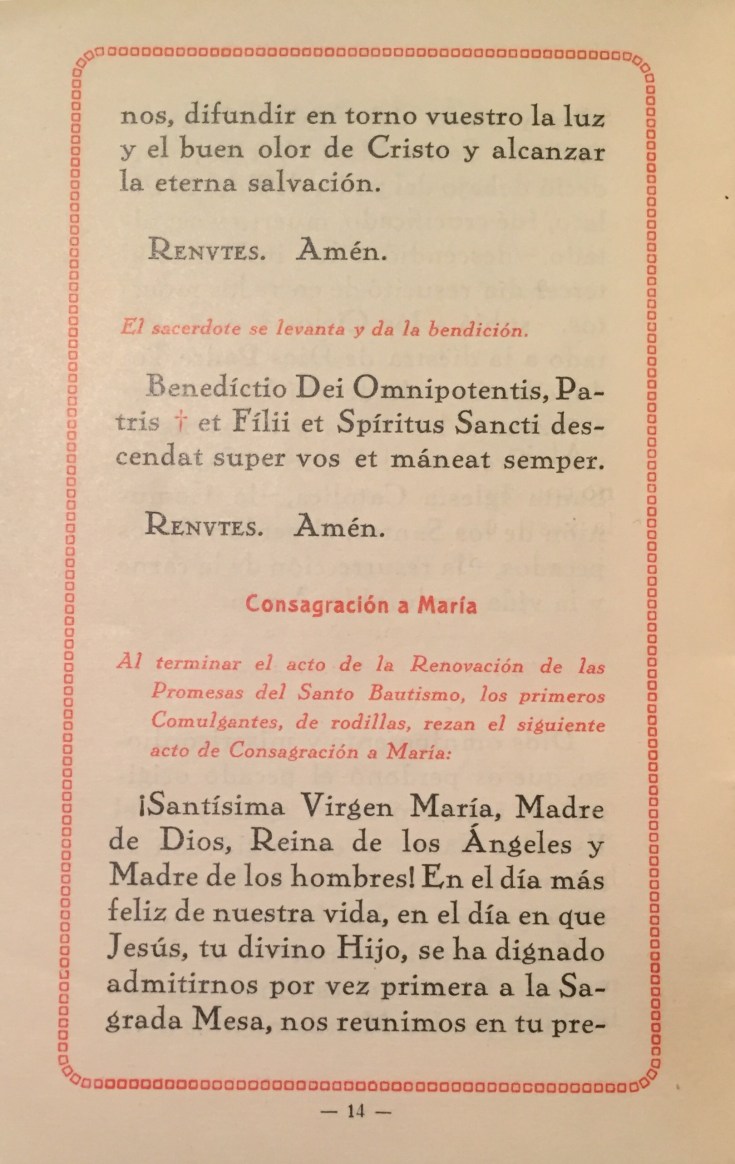 nos, difundir en torno vuestro la luz
y el buen olor de Cristo y alcanzar
la eterna salvación.
RENVTES. Amén.
El sacerdote se levanta y da la bendición.
Benedíctio Dei Omnipotentis, Pa-
tris † et Fílii et Spíritus Sancti des-
cendat super vos et máneat semper.
RENVTES. Amén.
Consagración a María
Al terminar el acto de la Renovación de las
Promesas del Santo Bautismo, los primeros
Comulgantes, de rodillas, rezan el siguiente
acto de Consagración a María:
¡Santísima Virgen María, Madre
de Dios, Reina de los Ángeles y
Madre de los hombres! En el día más
feliz de nuestra vida, en el día en que
Jesús, tu divino Hijo, se ha dignado
admitirnos por vez primera a la Sa-
grada Mesa, nos reunimos en tu pre-
— 14 —